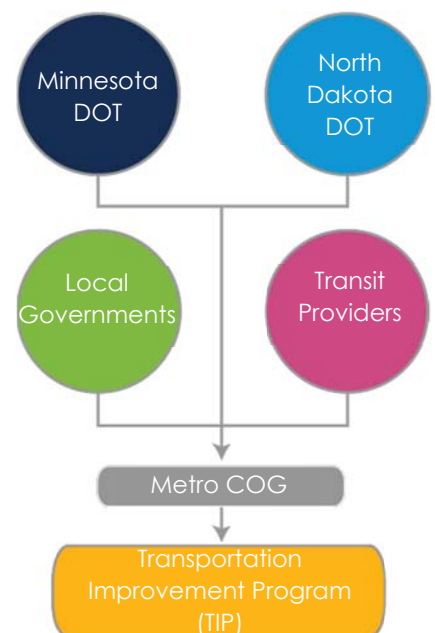 Minnesota
DOT
North
Dakota
DOT
Local
Governments
Transit
Providers
Metro COG
Transportation
Improvement Program
(TIP)